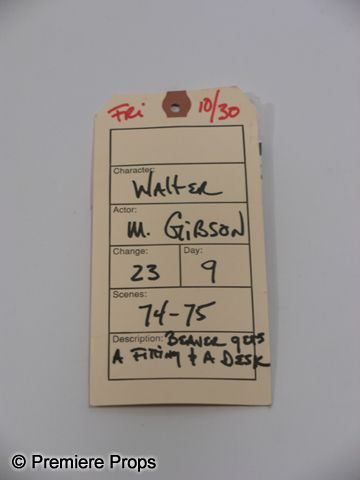 FRi 10/30
Character:
WALTER
Actor:
M. GIBSON
Change: Day:
23 9
Scenes:
74-75
Description: BEAVER gETS
A FITTING & A DESK
© Premiere Props